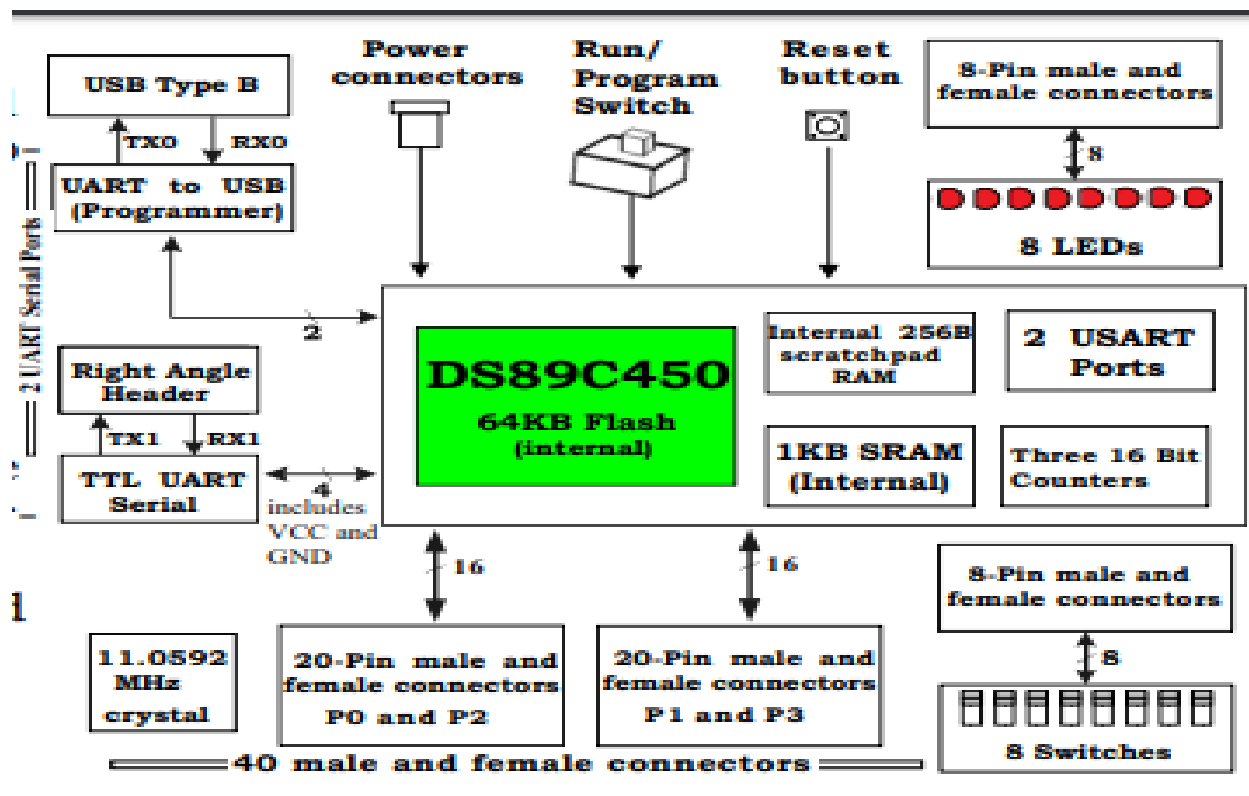 Power
connectors
Run/
Program
Switch
Reset
button
8-Pin male and
female connectors
USB Type B
TX0
RX0
8
UART to USB
(Programmer)
8 LEDs
2 UART Serial Ports
2
Internal 256B
scratchpad
RAM
2 USART
Ports
DS89C450
64KB Flash
(internal)
Right Angle
Header
TX1
RX1
1KB SRAM
(Internal)
Three 16 Bit
Counters
TTL UART
Serial
4
includes
VCC and
GND
16
16
8-Pin male and
female connectors
8
11.0592
MHz
crystal
20-Pin male and
female connectors
P0 and P2
20-Pin male and
female connectors
P1 and P3
8 Switches
40 male and female connectors